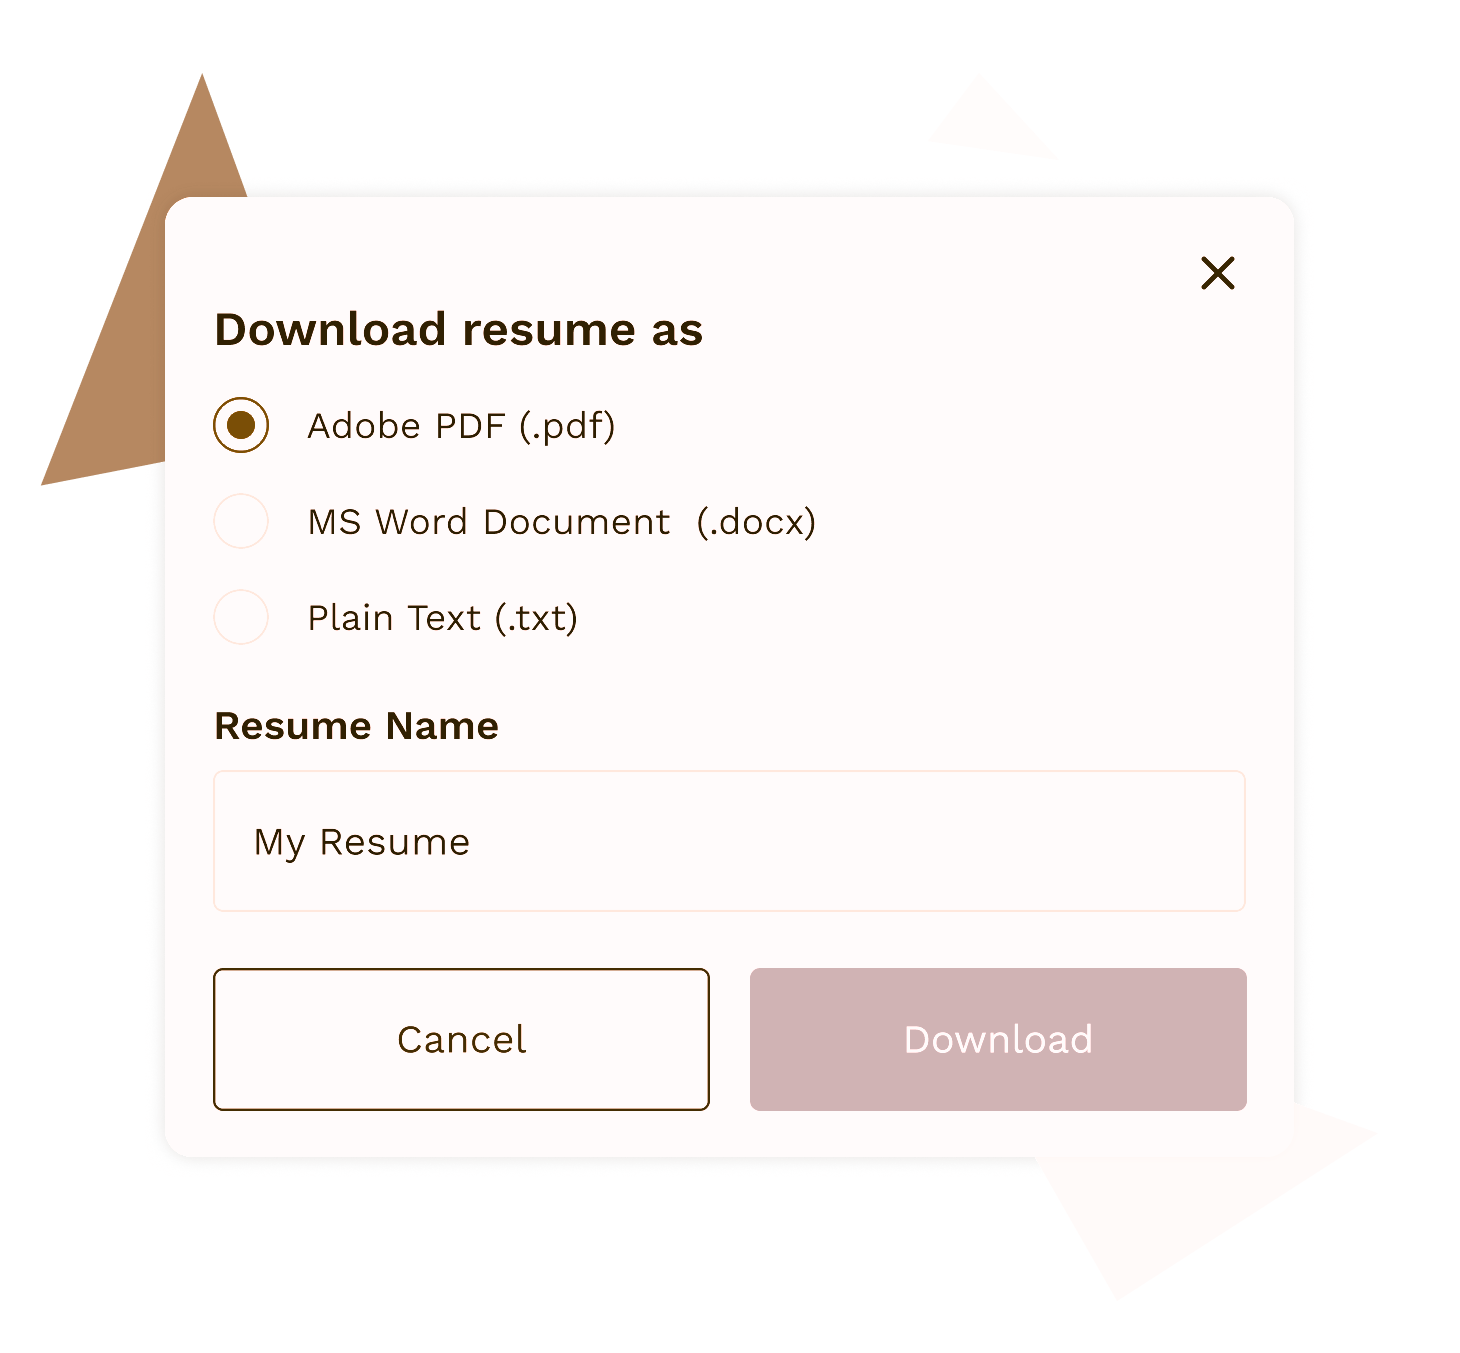 Download resume as
Adobe PDF (.pdf)
MS Word Document  (.docx)
Plain Text (.txt)
Resume Name
My Resume
Cancel
Download